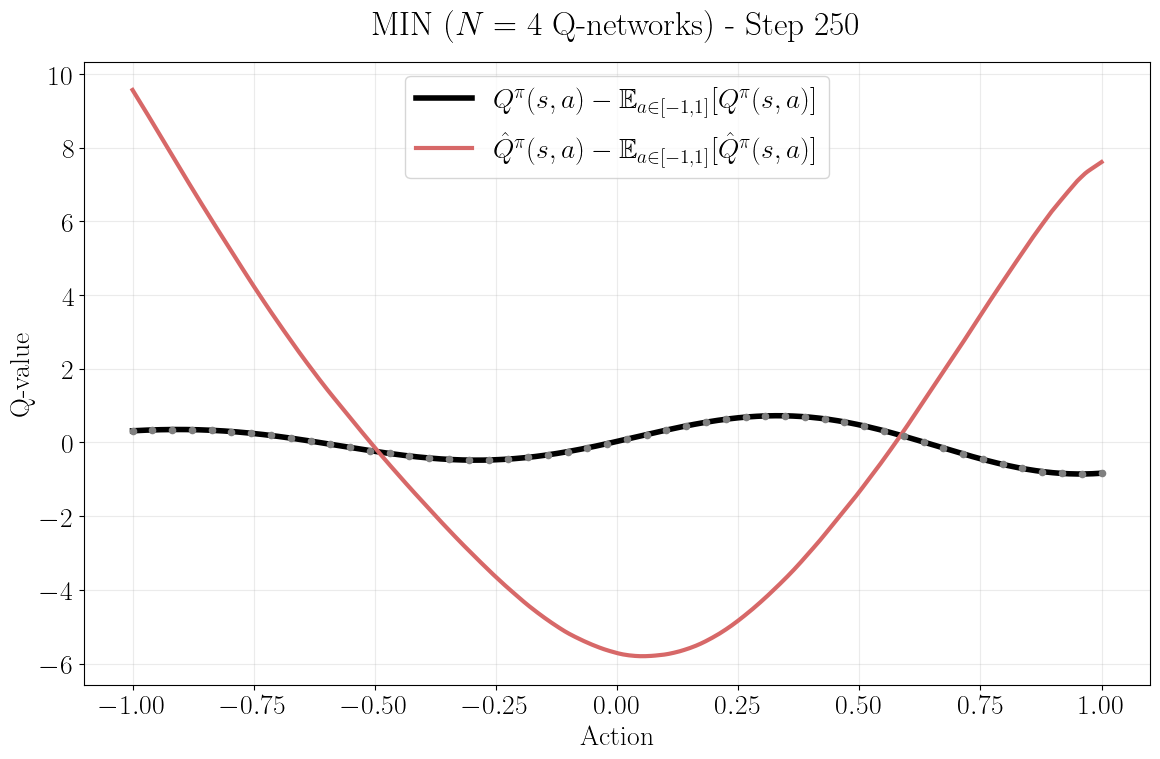 MIN (N = 4 Q-networks) - Step 250
Q^π(s, a) − 𝔼_{a∈[−1,1]}[Q^π(s, a)]
Q̂^π(s, a) − 𝔼_{a∈[−1,1]}[Q̂^π(s, a)]
10
8
6
4
2
0
−2
−4
−6
Q-value
−1.00 −0.75 −0.50 −0.25 0.00 0.25 0.50 0.75 1.00
Action